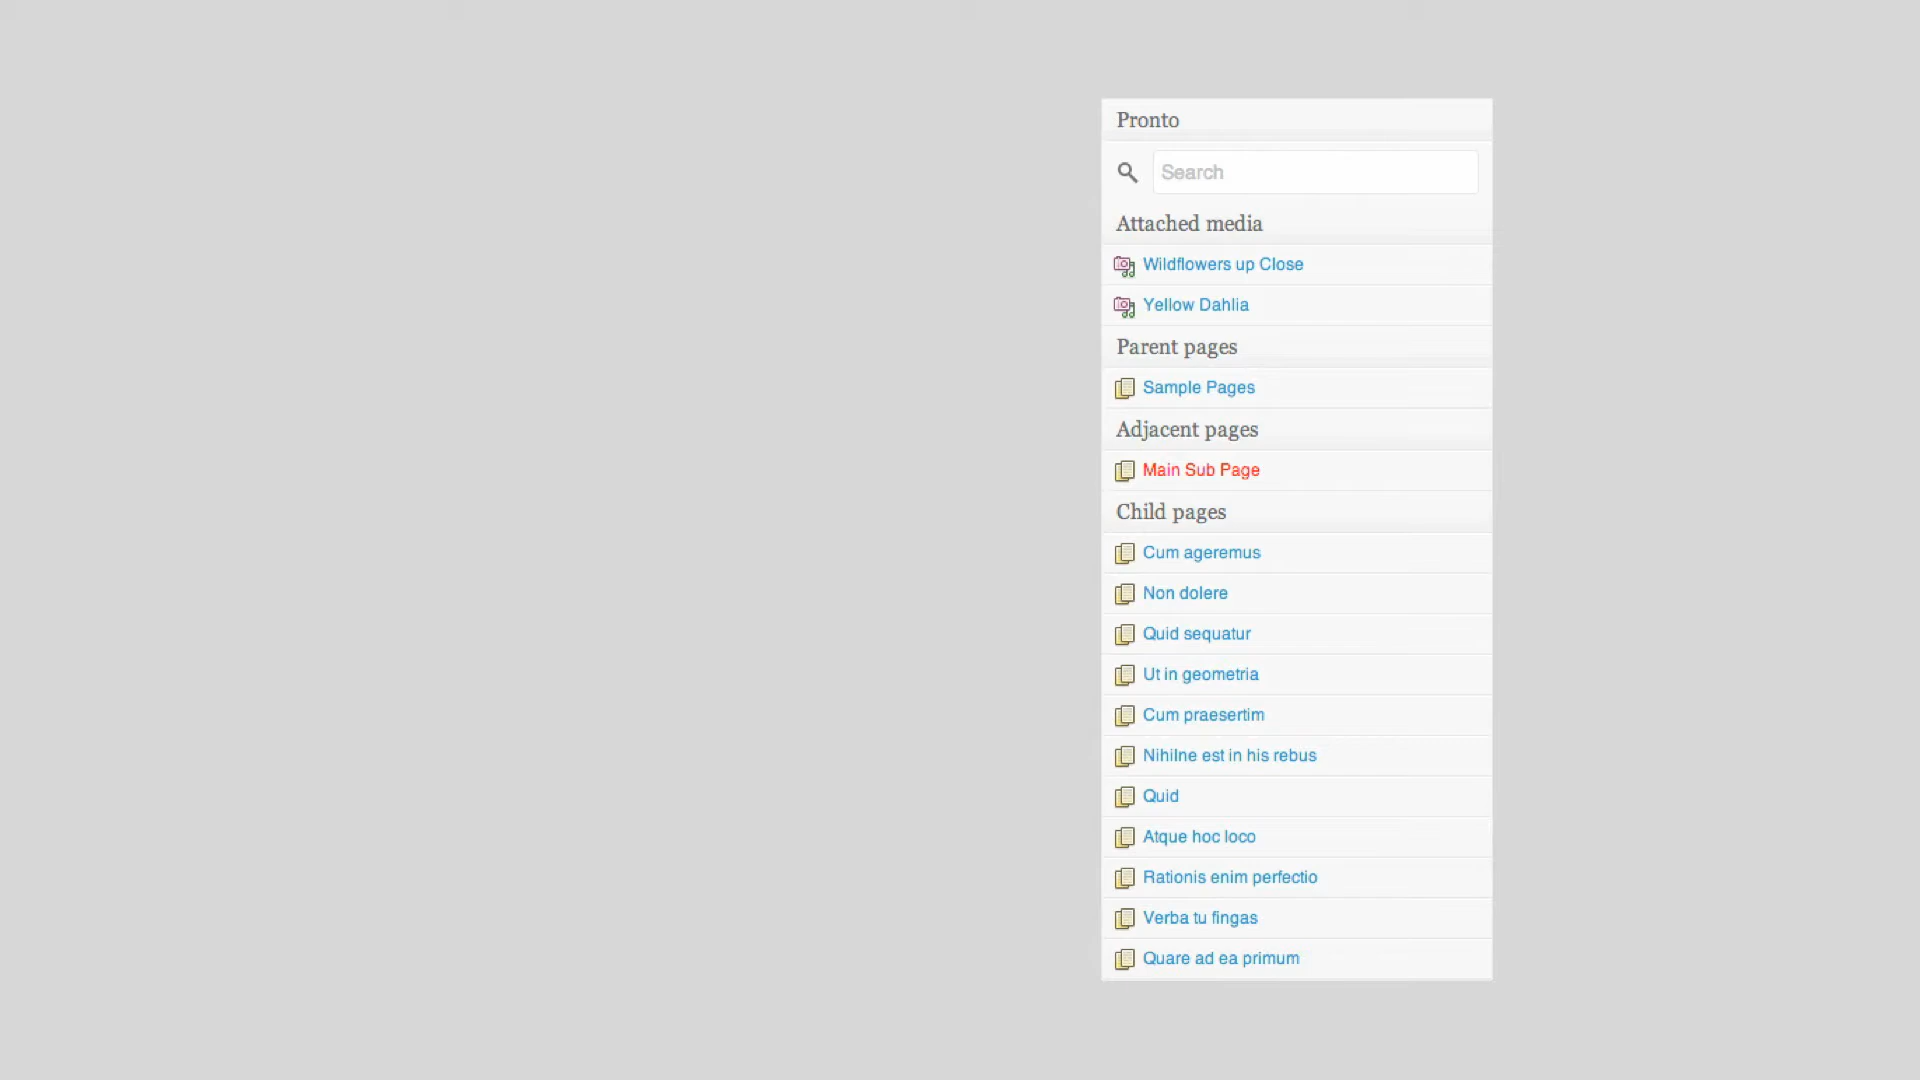 Pronto
Search
Attached media
Wildflowers up Close
Yellow Dahlia
Parent pages
Sample Pages
Adjacent pages
Main Sub Page
Child pages
Cum ageremus
Non dolere
Quid sequatur
Ut in geometria
Cum praesertim
Nihilne est in his rebus
Quid
Atque hoc loco
Rationis enim perfectio
Verba tu fingas
Quare ad ea primum